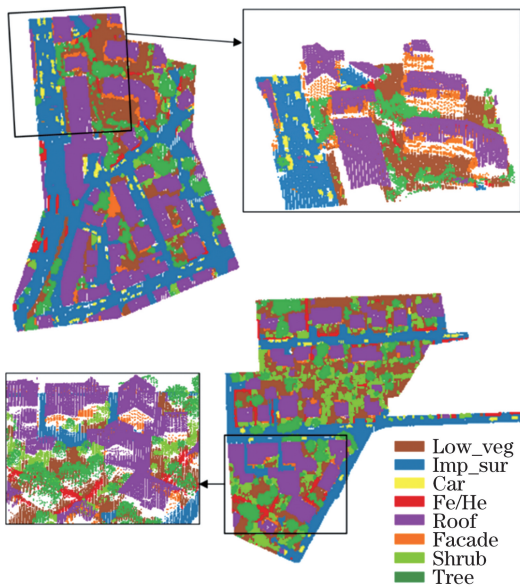 Low_veg
Imp_sur
Car
Fe/He
Roof
Facade
Shrub
Tree